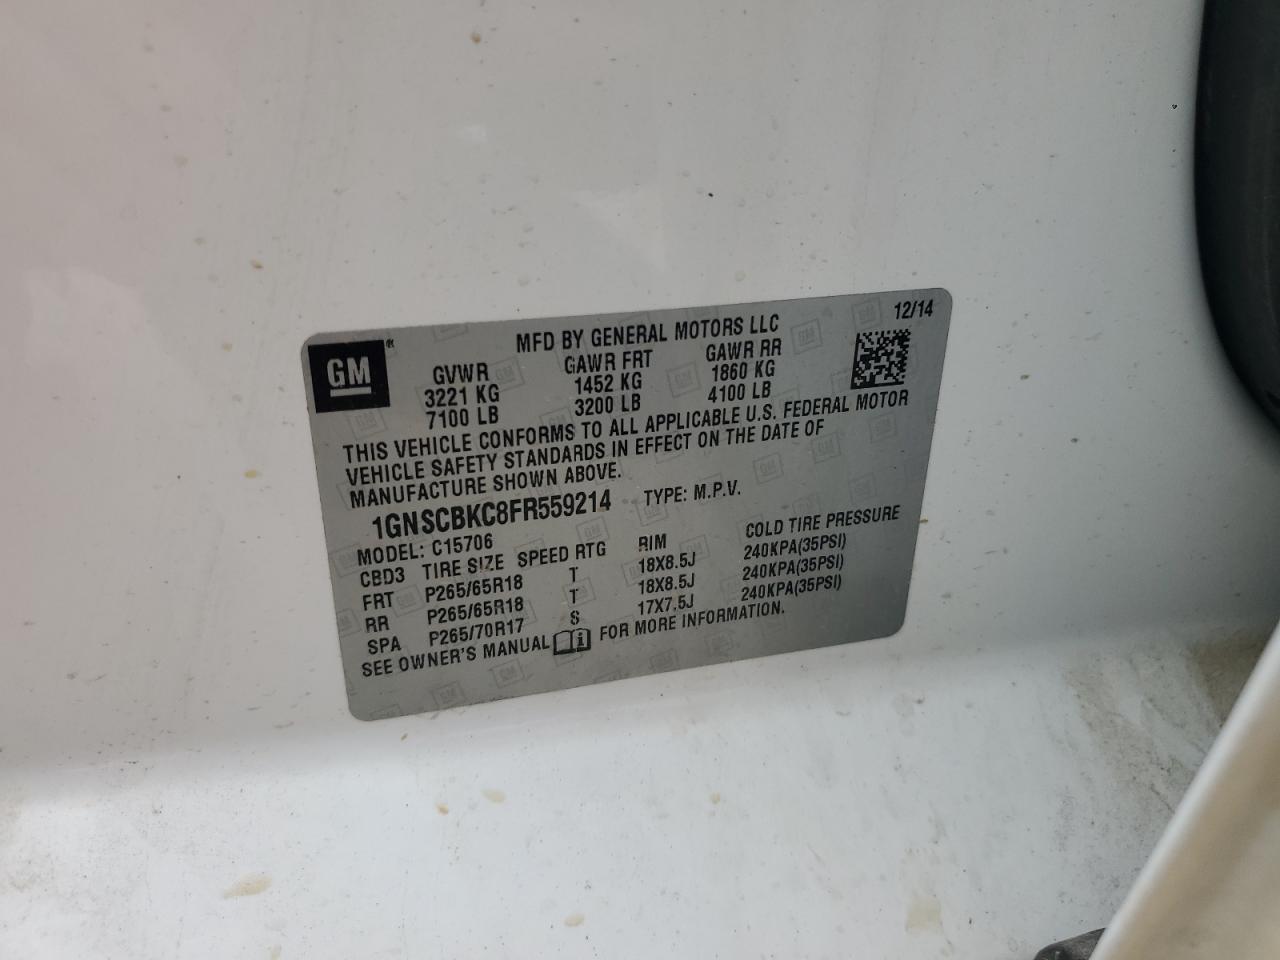 GM
MFD BY GENERAL MOTORS LLC
12/14
GVWR GAWR FRT GAWR RR
3221 KG 1452 KG 1860 KG
7100 LB 3200 LB 4100 LB
THIS VEHICLE CONFORMS TO ALL APPLICABLE U.S. FEDERAL MOTOR
VEHICLE SAFETY STANDARDS IN EFFECT ON THE DATE OF
MANUFACTURE SHOWN ABOVE.
1GNSCBKC8FR559214 TYPE: M.P.V.
MODEL: C15706
CBD3 TIRE SIZE SPEED RTG RIM COLD TIRE PRESSURE
FRT P265/65R18 T 18X8.5J 240KPA(35PSI)
RR P265/65R18 T 18X8.5J 240KPA(35PSI)
SPA P265/70R17 S 17X7.5J 240KPA(35PSI)
SEE OWNER'S MANUAL FOR MORE INFORMATION.